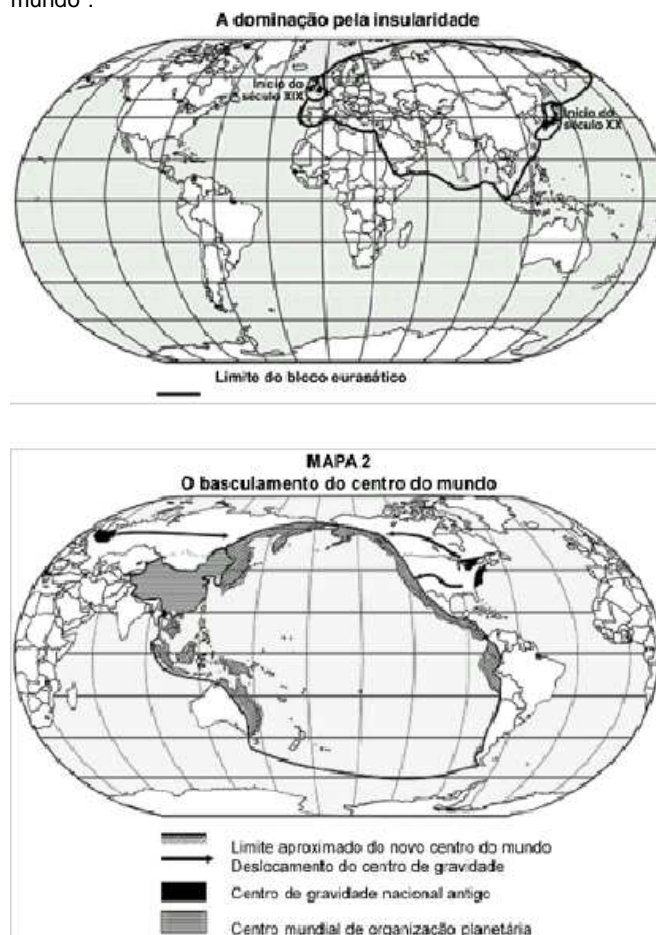 mundo".
A dominação pela insularidade
Início do
século XIX
Início do
século XX
Limite do bloco eurasático
MAPA 2
O basculamento do centro do mundo
Limite aproximado do novo centro do mundo
Deslocamento do centro de gravidade
Centro de gravidade nacional antigo
Centro mundial de organização planetária